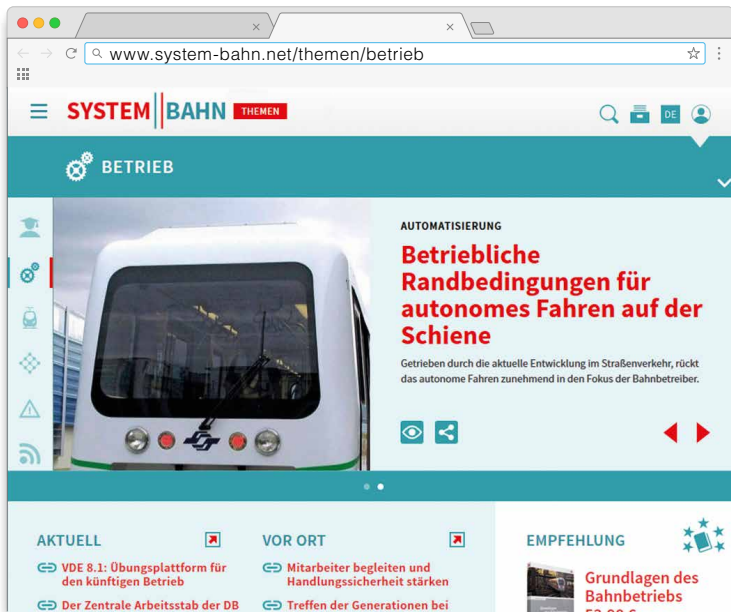 www.system-bahn.net/themen/betrieb
SYSTEM||BAHN THEMEN
DE
BETRIEB
AUTOMATISIERUNG
Betriebliche
Randbedingungen für
autonomes Fahren auf der
Schiene
Getrieben durch die aktuelle Entwicklung im Straßenverkehr, rückt
das autonome Fahren zunehmend in den Fokus der Bahnbetreiber.
AKTUELL
VDE 8.1: Übungsplattform für
den künftigen Betrieb
Der Zentrale Arbeitsstab der DB
VOR ORT
Mitarbeiter begleiten und
Handlungssicherheit stärken
Treffen der Generationen bei
EMPFEHLUNG
Grundlagen des
Bahnbetriebs